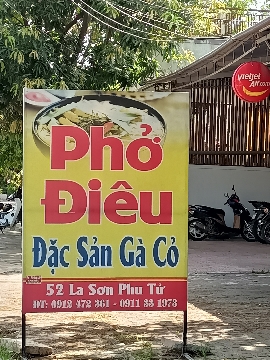 Phở
Điêu
Đặc Sản Gà Cỏ
52 La Sơn Phu Tử
ĐT: 0912 472 361 - 0911 33 1973
Vietjet
Air.com